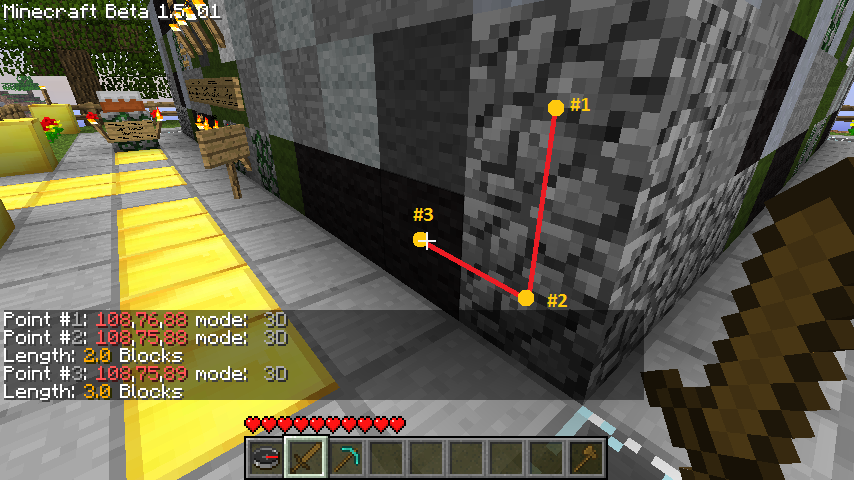 Minecraft Beta 1.5_01
#1
#3
#2
Point #1: 108,76,88 mode: 3D
Point #2: 108,75,88 mode: 3D
Length: 2.0 Blocks
Point #3: 108,75,89 mode: 3D
Length: 3.0 Blocks